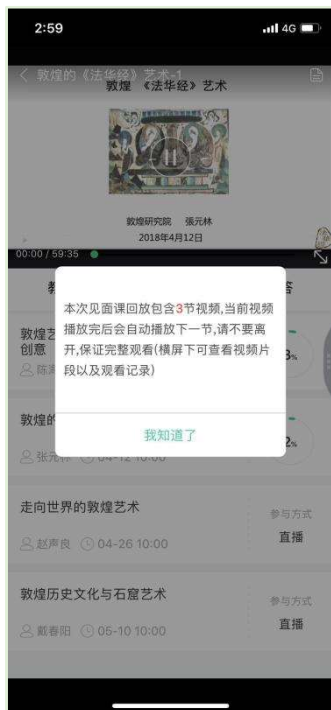 2:59
4G
敦煌的《法华经》艺术-1
敦煌 《法华经》艺术
敦煌研究院 張元林
2018年4月12日
00:00 / 59:35
本次见面课回放包含3节视频,当前视频
播放完后会自动播放下一节,请不要离
开,保证完整观看(横屏下可查看视频片
段以及观看记录)
我知道了
敦煌艺
创意
敦煌的
04-12 10:00
走向世界的敦煌艺术
参与方式
赵声良 04-26 10:00
直播
敦煌历史文化与石窟艺术
参与方式
戴春阳 05-10 10:00
直播